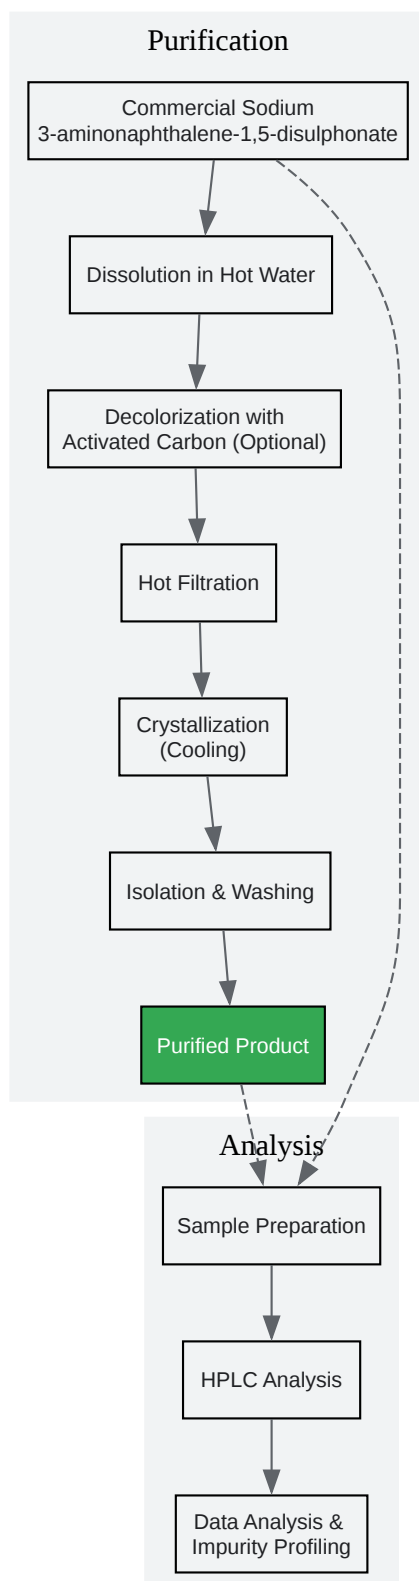 Purification
Commercial Sodium
3-aminonaphthalene-1,5-disulphonate
Dissolution in Hot Water
Decolorization with
Activated Carbon (Optional)
Hot Filtration
Crystallization
(Cooling)
Isolation & Washing
Purified Product
Analysis
Sample Preparation
HPLC Analysis
Data Analysis &
Impurity Profiling